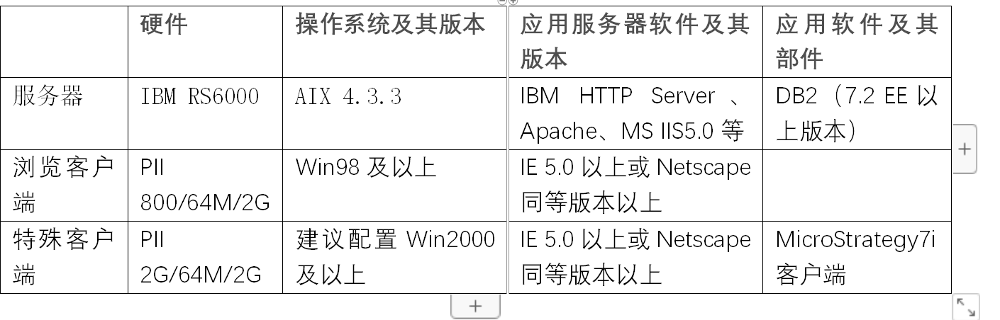 硬件 操作系统及其版本 应用服务器软件及其版本 应用软件及其部件
服务器 IBM RS6000 AIX 4.3.3 IBM HTTP Server、Apache、MS IIS5.0 等 DB2（7.2 EE 以上版本）
浏览客户端 PII 800/64M/2G Win98 及以上 IE 5.0 以上或 Netscape 同等版本以上
特殊客户端 PII 2G/64M/2G 建议配置 Win2000 及以上 IE 5.0 以上或 Netscape 同等版本以上 MicroStrategy7i 客户端